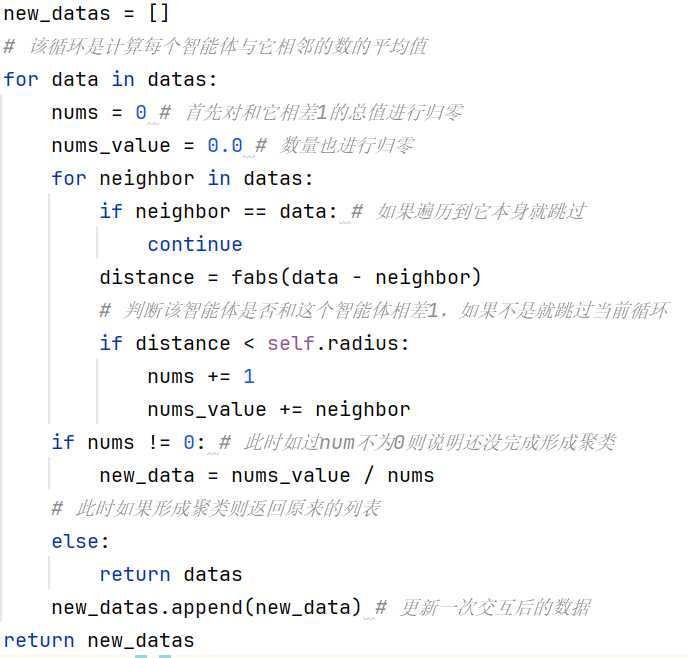 new_datas = []
# 该循环是计算每个智能体与它相邻的数的平均值
for data in datas:
    nums = 0 # 首先对和它相差1的总值进行归零
    nums_value = 0.0 # 数量也进行归零
    for neighbor in datas:
        if neighbor == data: # 如果遍历到它本身就跳过
            continue
        distance = fabs(data - neighbor)
        # 判断该智能体是否和这个智能体相差1，如果不是就跳过当前循环
        if distance < self.radius:
            nums += 1
            nums_value += neighbor
    if nums != 0: # 此时如过num不为0则说明还没完成形成聚类
        new_data = nums_value / nums
    # 此时如果形成聚类则返回原来的列表
    else:
        return datas
    new_datas.append(new_data) # 更新一次交互后的数据
return new_datas